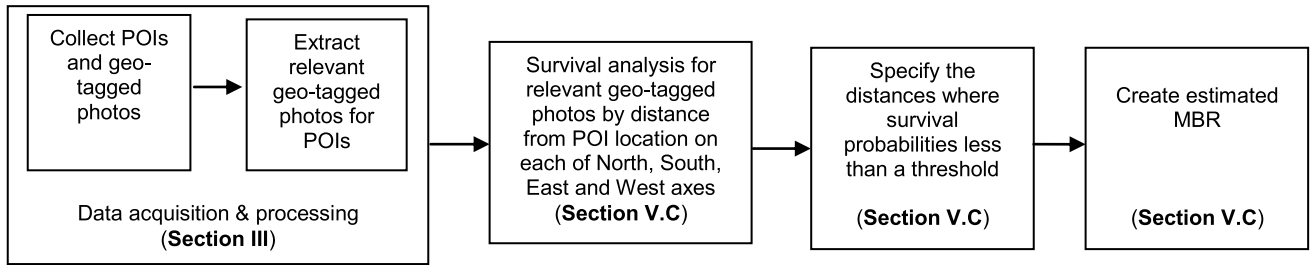 Collect POIs
and geo-
tagged
photos
Extract
relevant
geo-tagged
photos for
POIs
Data acquisition & processing
(Section III)
Survival analysis for
relevant geo-tagged
photos by distance
from POI location on
each of North, South,
East and West axes
(Section V.C)
Specify the
distances where
survival
probabilities less
than a threshold
(Section V.C)
Create estimated
MBR
(Section V.C)